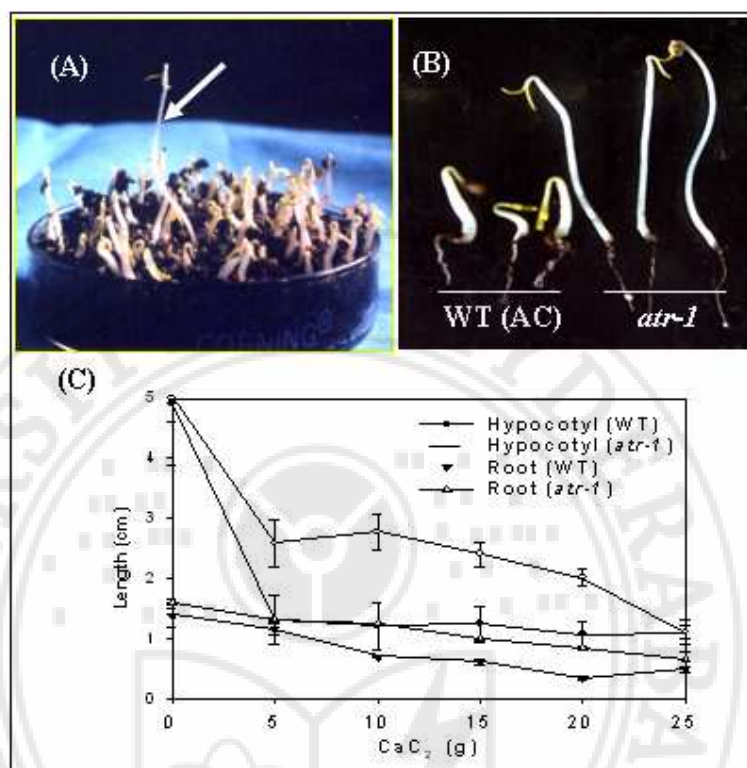 (A)
CORNING®
(B)
WT (AC)
atr-1
(C)
Length (cm)
5
4
3
2
1
0
Hypocotyl (WT)
Hypocotyl (atr-1)
Root (WT)
Root (atr-1)
0
5
10
15
20
25
CaC₂ (g)